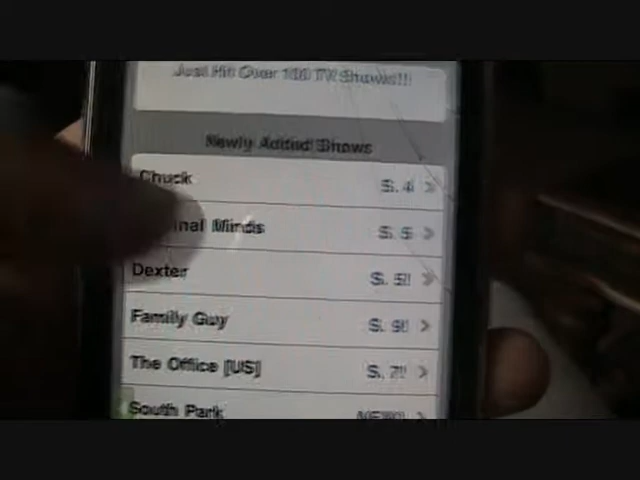 Just Hit Over 100 TV Shows!!!
Newly Added Shows
Chuck S. 4
inal Minds S. 5
Dexter S. 5!!
Family Guy S. 9!!
The Office [US] S. 7!!
South Park NEW!